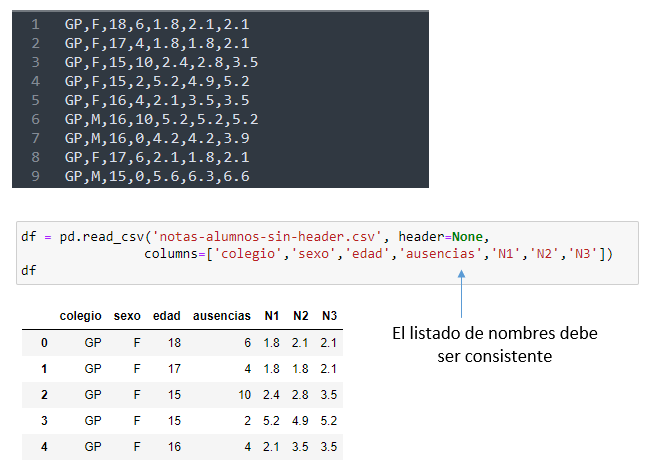 1 GP,F,18,6,1.8,2.1,2.1
2 GP,F,17,4,1.8,1.8,2.1
3 GP,F,15,10,2.4,2.8,3.5
4 GP,F,15,2,5.2,4.9,5.2
5 GP,F,16,4,2.1,3.5,3.5
6 GP,M,16,10,5.2,5.2,5.2
7 GP,M,16,0,4.2,4.2,3.9
8 GP,F,17,6,2.1,1.8,2.1
9 GP,M,15,0,5.6,6.3,6.6
df = pd.read_csv('notas-alumnos-sin-header.csv', header=None,
columns=['colegio','sexo','edad','ausencias','N1','N2','N3'])
df
colegio sexo edad ausencias N1 N2 N3
0 GP F 18 6 1.8 2.1 2.1
1 GP F 17 4 1.8 1.8 2.1
2 GP F 15 10 2.4 2.8 3.5
3 GP F 15 2 5.2 4.9 5.2
4 GP F 16 4 2.1 3.5 3.5
El listado de nombres debe
ser consistente